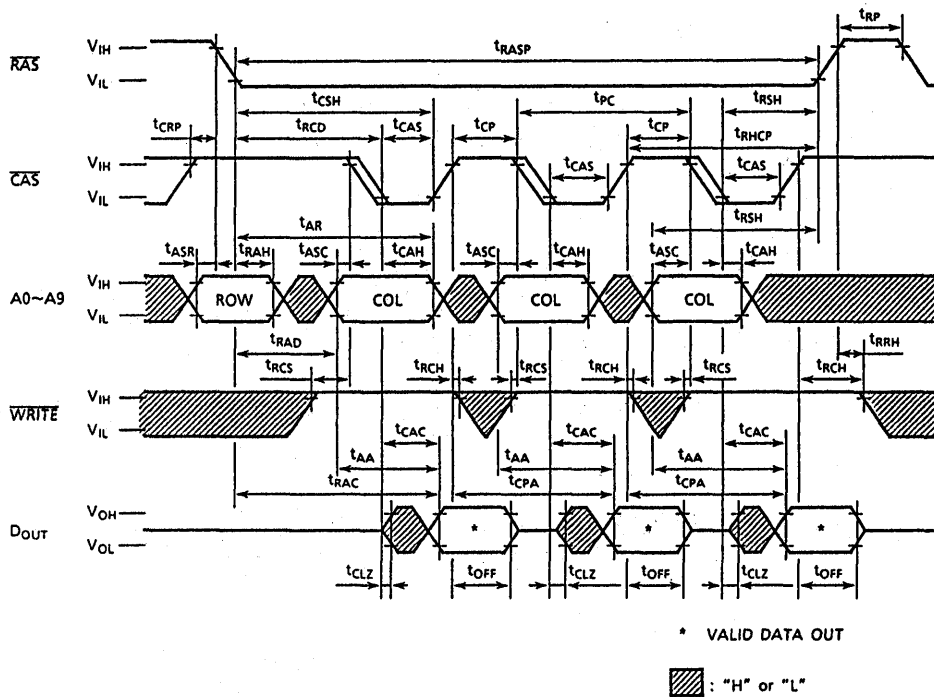 tRP
VIH
RAS
VIL
tRASP
tCSH
tPC
tRSH
tCRP
tRCD
tCAS
tCP
tCP
tRHCP
VIH
CAS
VIL
tCAS
tCAS
tAR
tRSH
tASR
tRAH
tASC
tCAH
tASC
tCAH
tASC
tCAH
A0~A9
VIH
VIL
ROW
COL
COL
COL
tRAD
tRRH
tRCS
tRCH
tRCS
tRCH
tRCS
tRCH
WRITE
VIH
VIL
tCAC
tCAC
tCAC
tAA
tAA
tAA
tRAC
tCPA
tCPA
DOUT
VOH
VOL
*
*
*
tCLZ
tOFF
tCLZ
tOFF
tCLZ
tOFF
* VALID DATA OUT
: "H" or "L"